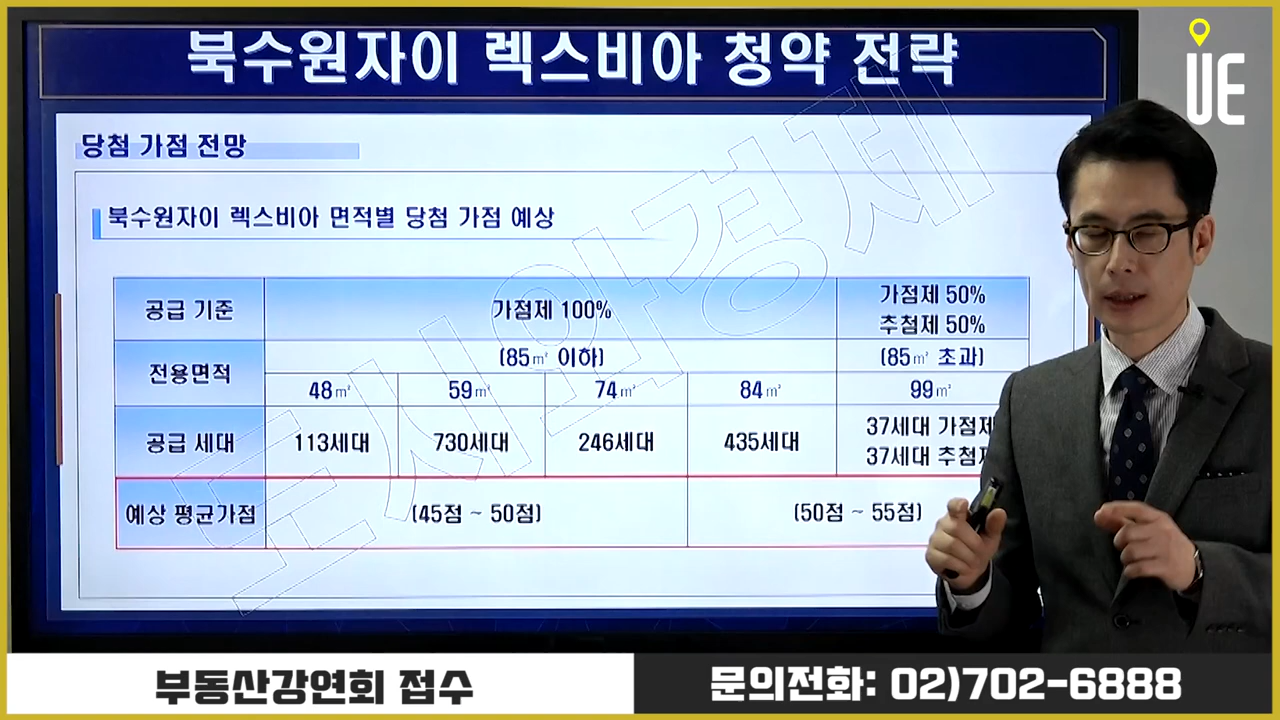 북수원자이 렉스비아 청약 전략
UE
당첨 가점 전망
북수원자이 렉스비아 면적별 당첨 가점 예상
공급 기준 가점제 100% 가점제 50%
추첨제 50%
전용면적 (85㎡ 이하) (85㎡ 초과)
48㎡ 59㎡ 74㎡ 84㎡ 99㎡
공급 세대 113세대 730세대 246세대 435세대 37세대 가점제
37세대 추첨제
예상 평균가점 (45점 ~ 50점) (50점 ~ 55점)
도시와경제
부동산강연회 접수
문의전화: 02)702-6888